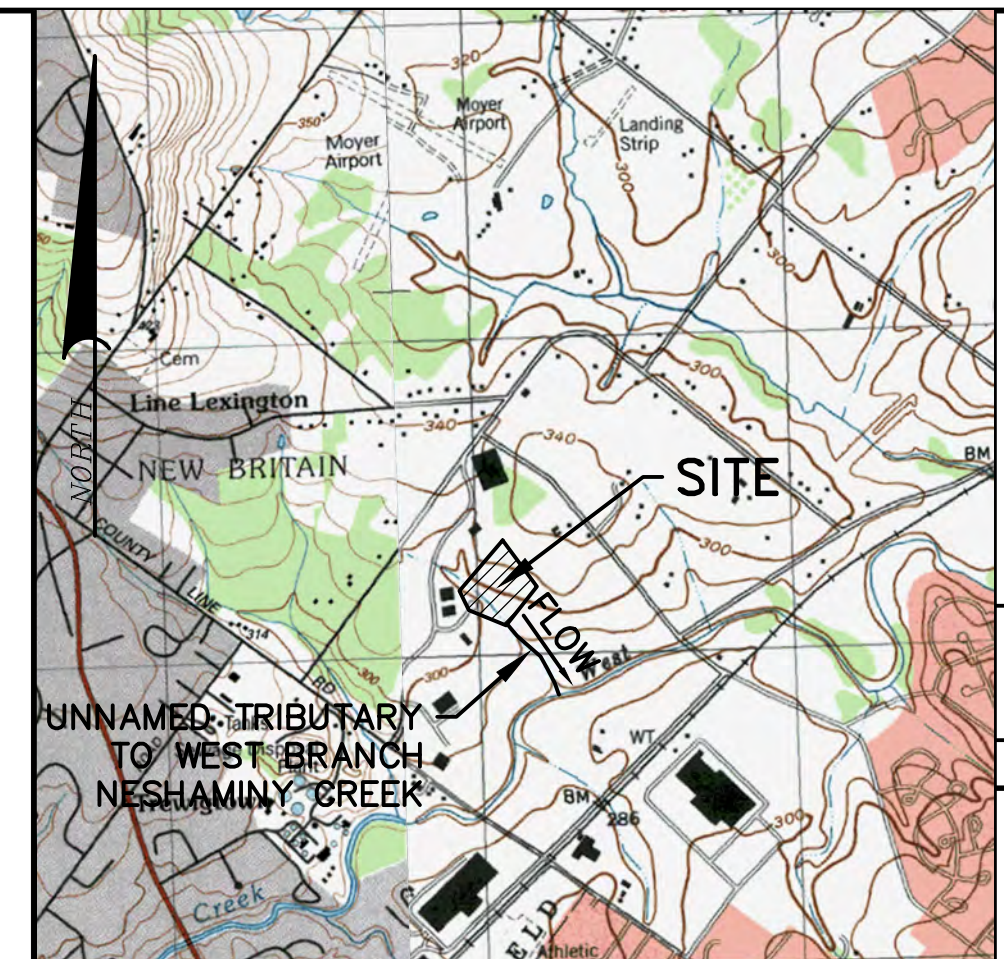 320
Moyer
Airport
350
Moyer
Airport
Landing
Strip
300
300
Cem
300
Line Lexington
340
340
NEW BRITAIN
NORTH
SITE
BM
COUNTY
LINE
RD
300
314
FLOW
West
300
300
UNNAMED TRIBUTARY
TO WEST BRANCH
NESHAMINY CREEK
WT
BM
286
300
Creek
Athletic